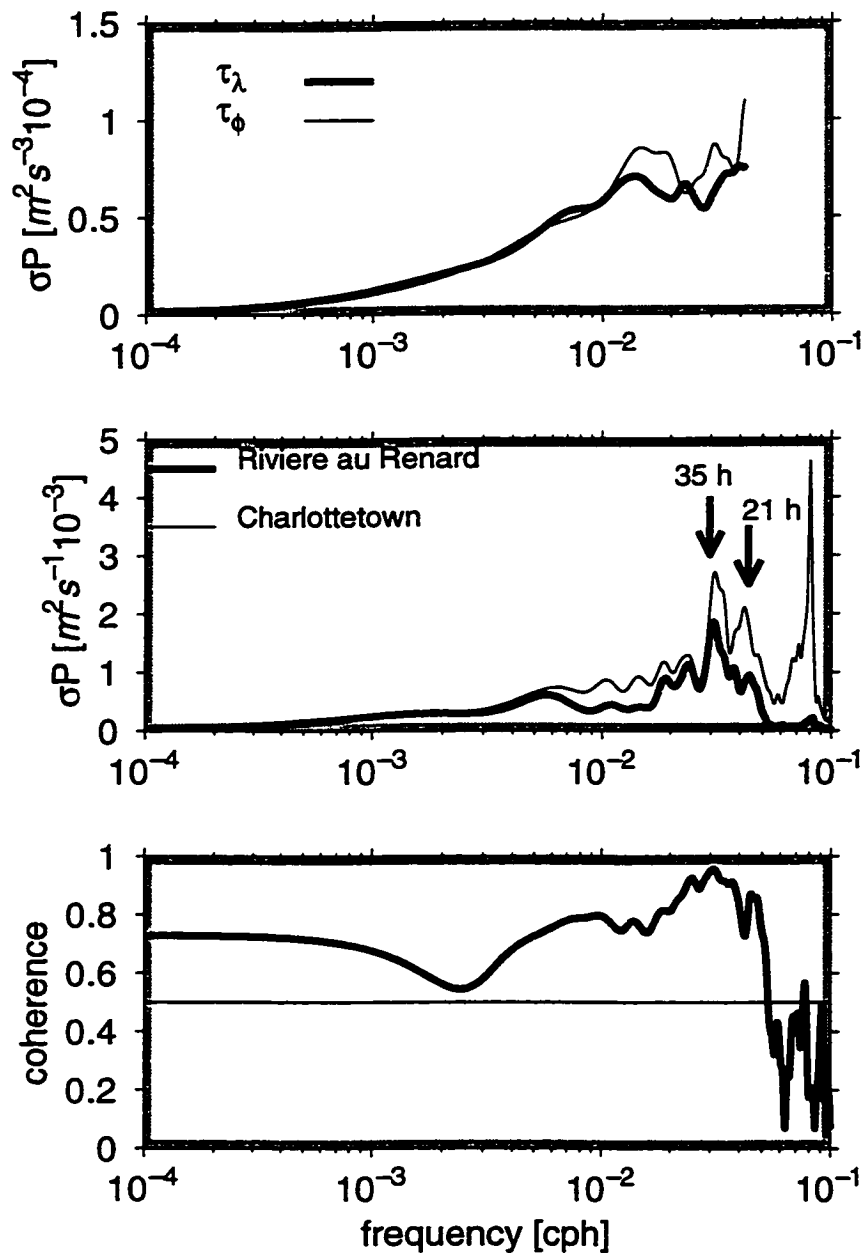 1.5
1
0.5
0
σP [m²s⁻³10⁻⁴]
τλ
τϕ
10⁻⁴ 10⁻³ 10⁻² 10⁻¹
5
4
3
2
1
0
σP [m²s⁻¹10⁻³]
Riviere au Renard
Charlottetown
35 h
21 h
10⁻⁴ 10⁻³ 10⁻² 10⁻¹
1
0.8
0.6
0.4
0.2
0
coherence
10⁻⁴ 10⁻³ 10⁻² 10⁻¹
frequency [cph]